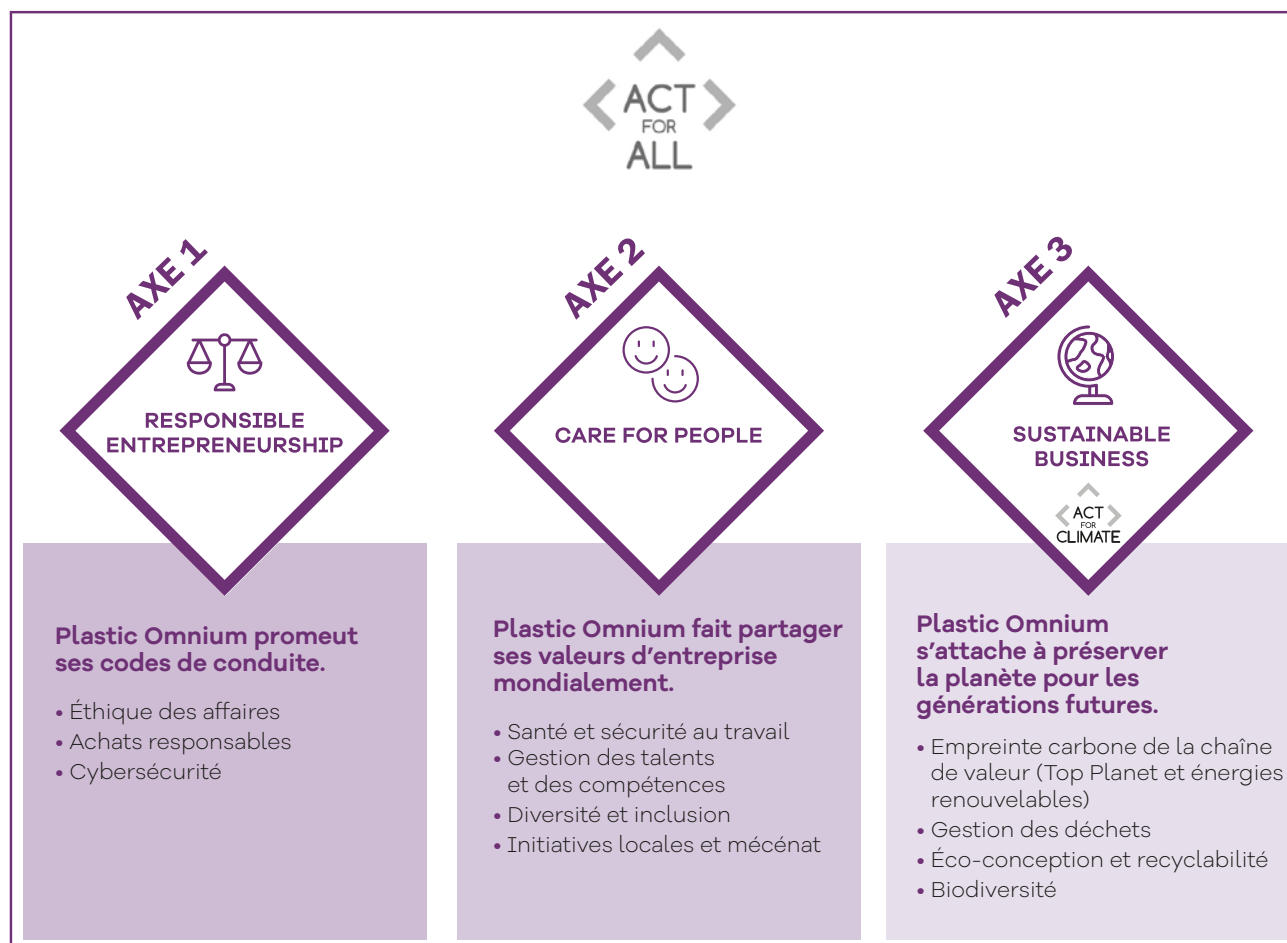 ACT
FOR
ALL
AXE 1
RESPONSIBLE
ENTREPRENEURSHIP
Plastic Omnium promeut
ses codes de conduite.
• Éthique des affaires
• Achats responsables
• Cybersécurité
AXE 2
CARE FOR PEOPLE
Plastic Omnium fait partager
ses valeurs d'entreprise
mondialement.
• Santé et sécurité au travail
• Gestion des talents
et des compétences
• Diversité et inclusion
• Initiatives locales et mécénat
AXE 3
SUSTAINABLE
BUSINESS
ACT
FOR
CLIMATE
Plastic Omnium
s'attache à préserver
la planète pour les
générations futures.
• Empreinte carbone de la chaîne
de valeur (Top Planet et énergies
renouvelables)
• Gestion des déchets
• Éco-conception et recyclabilité
• Biodiversité